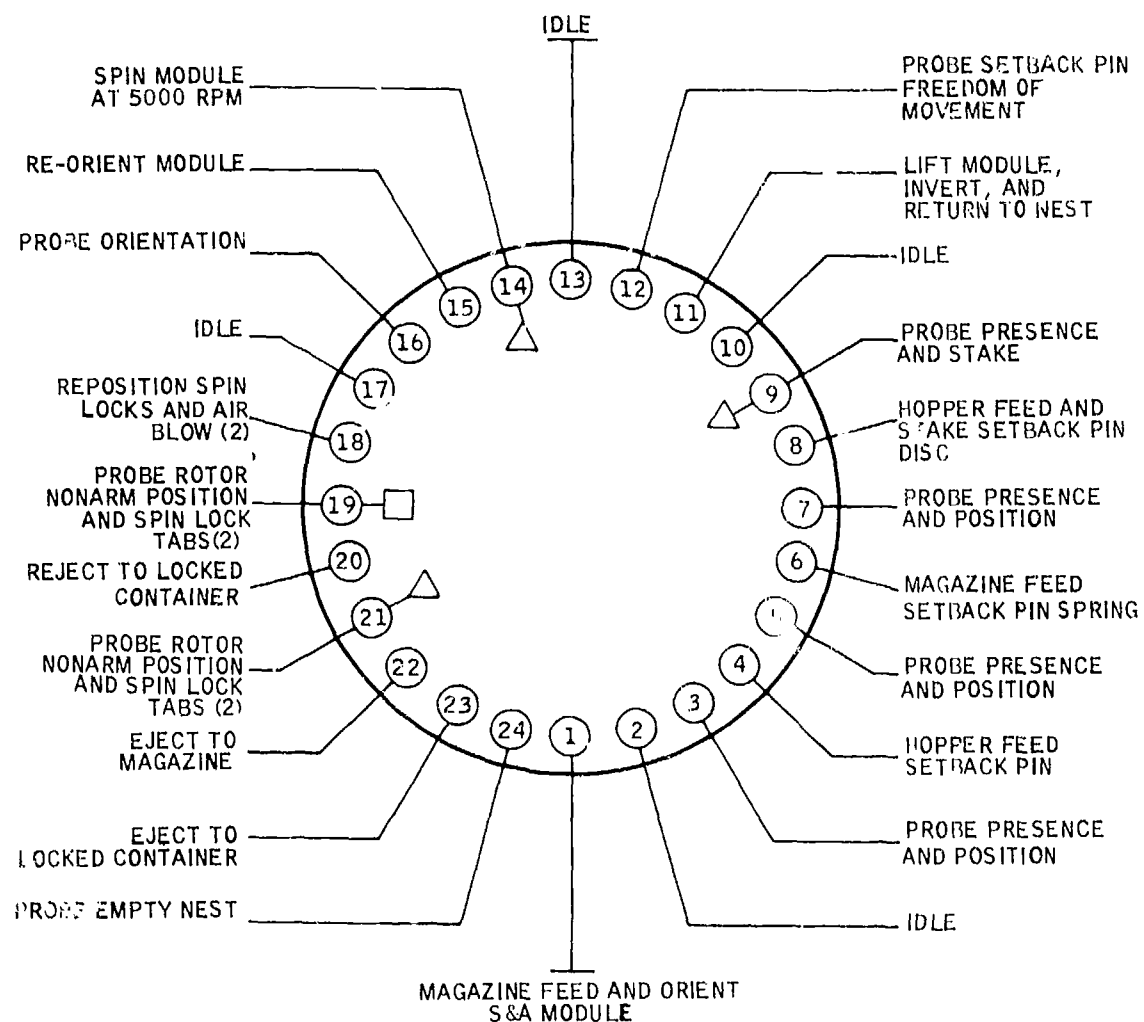 IDLE
SPIN MODULE
AT 5000 RPM
PROBE SETBACK PIN
FREEDOM OF
MOVEMENT
RE-ORIENT MODULE
LIFT MODULE,
INVERT, AND
RETURN TO NEST
PROBE ORIENTATION
IDLE
IDLE
PROBE PRESENCE
AND STAKE
REPOSITION SPIN
LOCKS AND AIR
BLOW (2)
HOPPER FEED AND
STAKE SETBACK PIN
DISC
PROBE ROTOR
NONARM POSITION
AND SPIN LOCK
TABS(2)
PROBE PRESENCE
AND POSITION
REJECT TO LOCKED
CONTAINER
MAGAZINE FEED
SETBACK PIN SPRING
PROBE ROTOR
NONARM POSITION
AND SPIN LOCK
TABS (2)
PROBE PRESENCE
AND POSITION
EJECT TO
MAGAZINE
HOPPER FEED
SETBACK PIN
EJECT TO
LOCKED CONTAINER
PROBE PRESENCE
AND POSITION
PROBE EMPTY NEST
IDLE
MAGAZINE FEED AND ORIENT
S&A MODULE
1
2
3
4
5
6
7
8
9
10
11
12
13
14
15
16
17
18
19
20
21
22
23
24